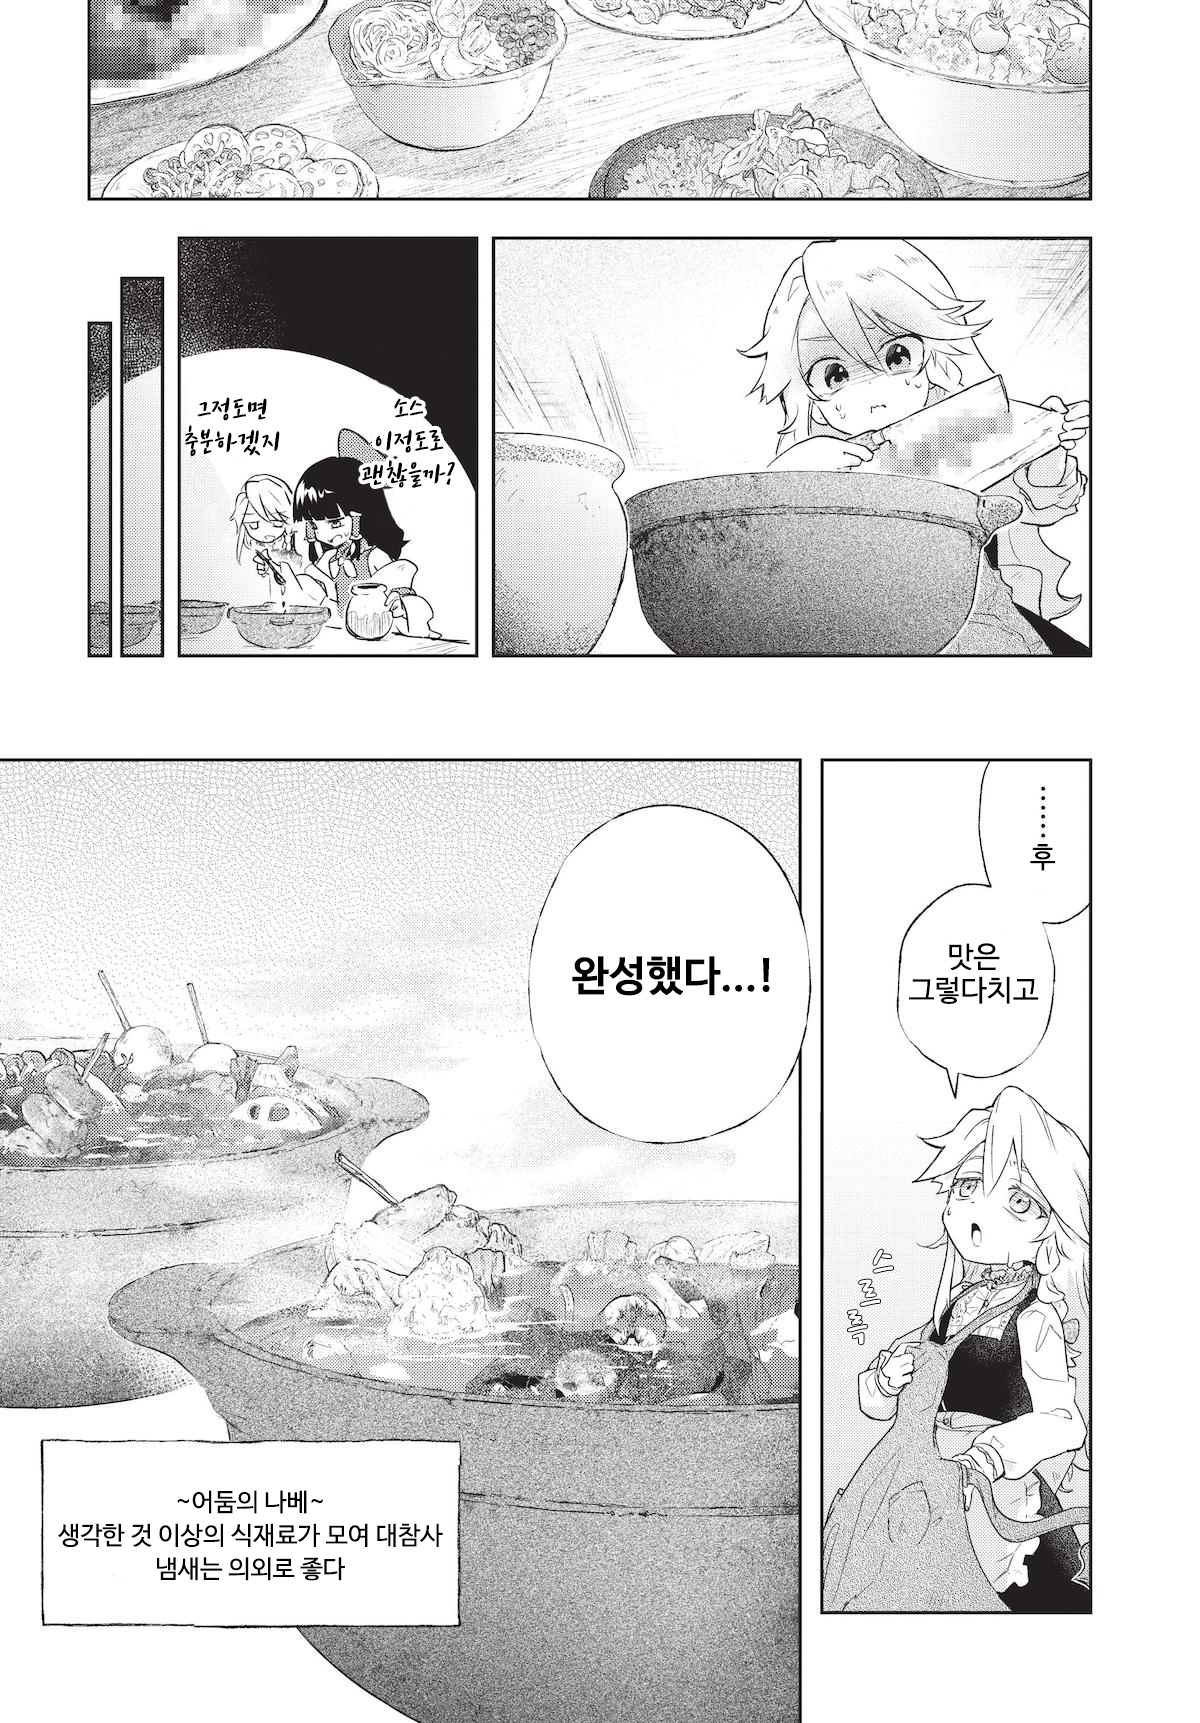 소스
이정도로
괜찮을까?
그정도면
충분하겠지
………후
맛은
그렇다치고
스르륵
완성했다...!
~어둠의 나베~
생각한 것 이상의 식재료가 모여 대참사
냄새는 의외로 좋다